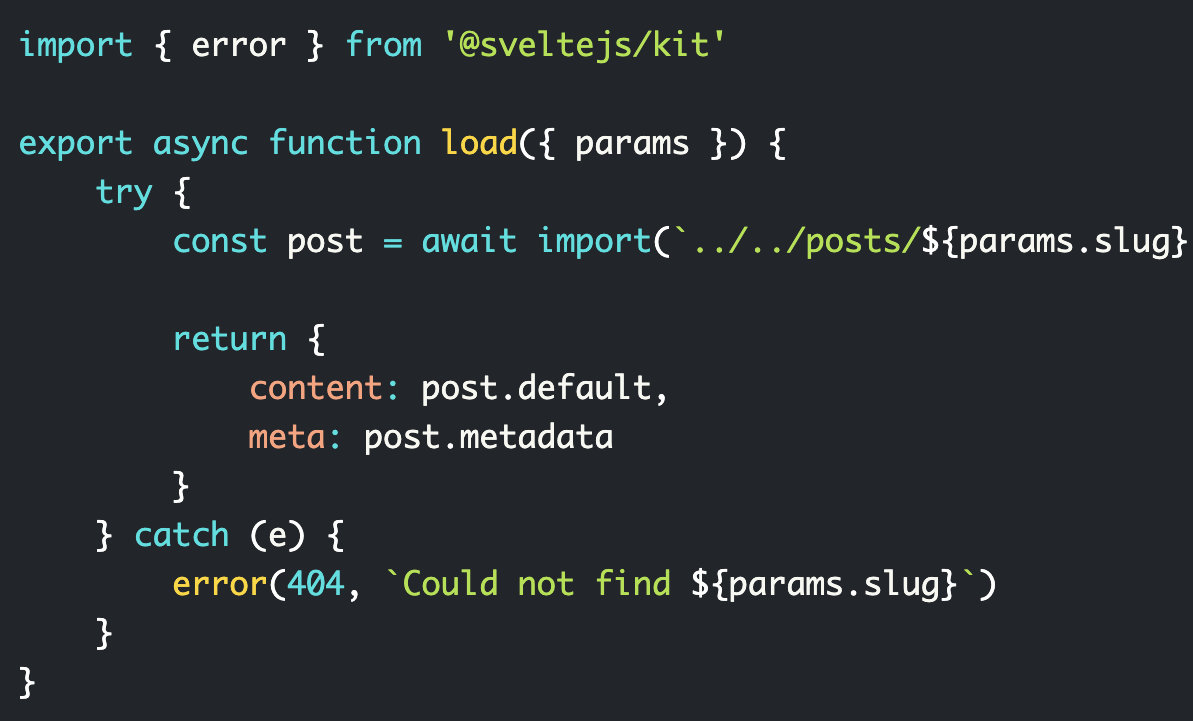 import { error } from '@sveltejs/kit'
export async function load({ params }) {
try {
const post = await import(`../../posts/${params.slug}
return {
content: post.default,
meta: post.metadata
}
} catch (e) {
error(404, `Could not find ${params.slug}`)
}
}